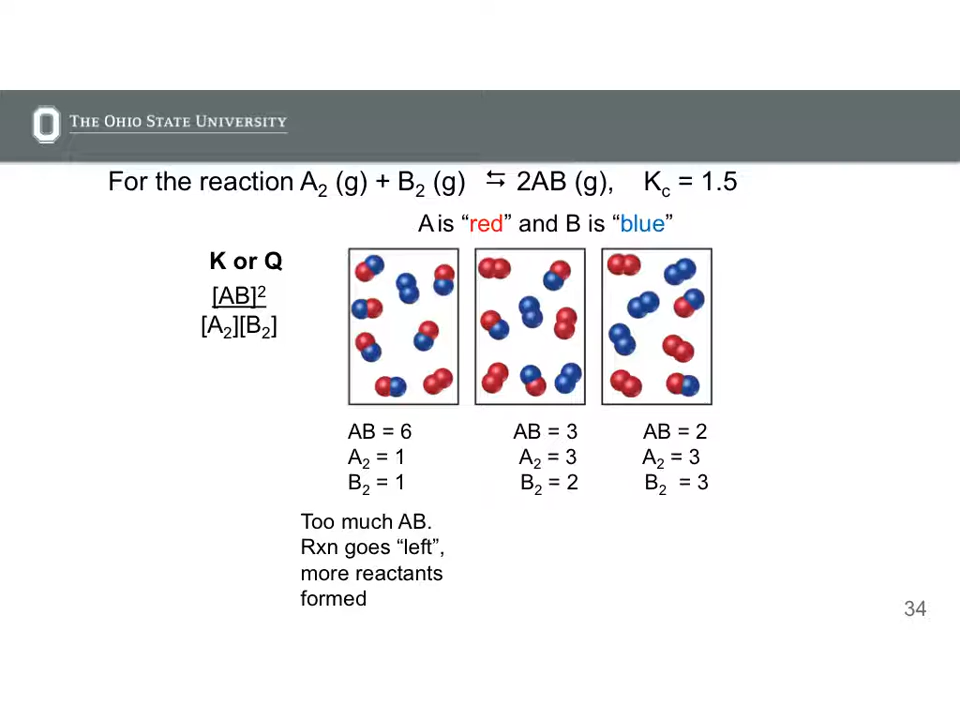 THE OHIO STATE UNIVERSITY
For the reaction A₂ (g) + B₂ (g) ⇆ 2AB (g), K꜀ = 1.5
A is “red” and B is “blue”
K or Q
[AB]²
[A₂][B₂]
AB = 6 AB = 3 AB = 2
A₂ = 1 A₂ = 3 A₂ = 3
B₂ = 1 B₂ = 2 B₂ = 3
Too much AB.
Rxn goes “left”,
more reactants
formed
34